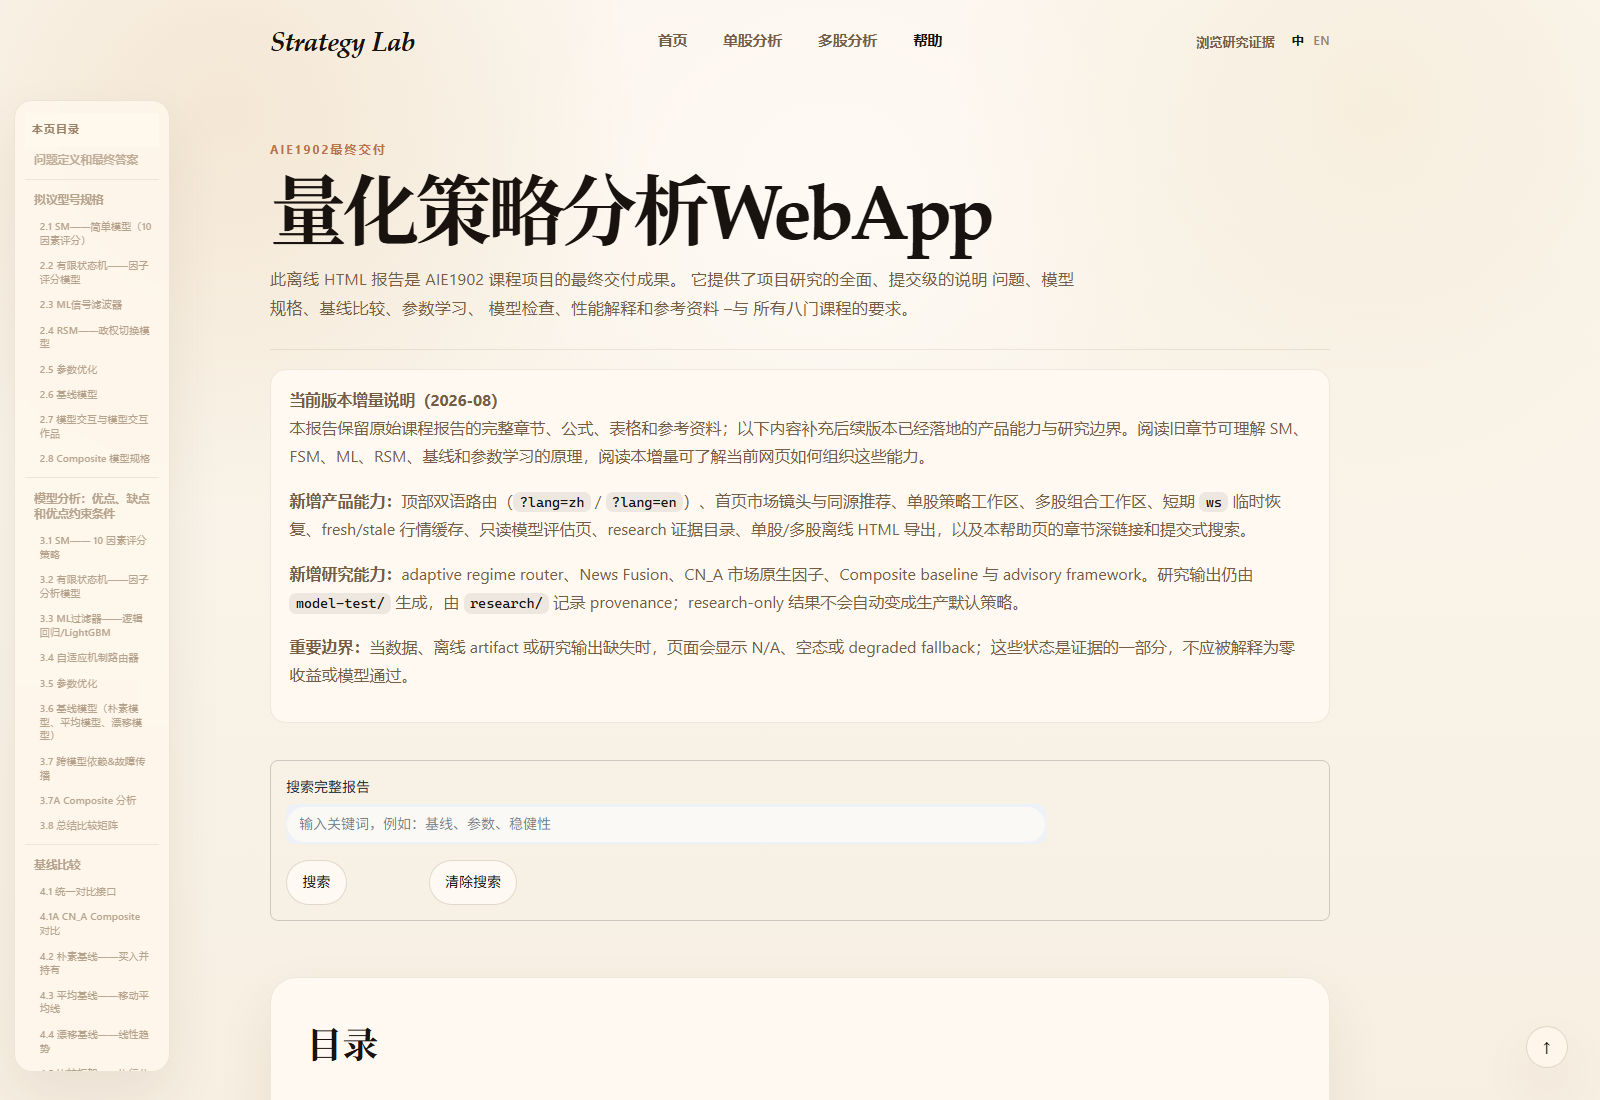 Strategy Lab
首页 单股分析 多股分析 帮助
浏览研究证据 中 EN
本页目录
问题定义和最终答案
拟议型号规格
2.1 SM——简单模型（10
因素评分）
2.2 有限状态机——因子
评分模型
2.3 ML信号滤波器
2.4 RSM——政权切换模
型
2.5 参数优化
2.6 基线模型
2.7 模型交互与模型交互
作品
2.8 Composite 模型规格
模型分析：优点、缺点
和优点约束条件
3.1 SM—— 10 因素评分
策略
3.2 有限状态机——因子
分析模型
3.3 ML过滤器——逻辑
回归/LightGBM
3.4 自适应机制路由器
3.5 参数优化
3.6 基线模型（朴素模
型、平均模型、漂移模
型）
3.7 跨模型依赖&故障传
播
3.7A Composite 分析
3.8 总结比较矩阵
基线比较
4.1 统一对比接口
4.1A CN_A Composite
对比
4.2 朴素基线——买入并
持有
4.3 平均基线——移动平
均线
4.4 漂移基线——线性趋
势
AIE1902最终交付
量化策略分析WebApp
此离线 HTML 报告是 AIE1902 课程项目的最终交付成果。 它提供了项目研究的全面、提交级的说明 问题、模型
规格、基线比较、参数学习、 模型检查、性能解释和参考资料 –与 所有八门课程的要求。
当前版本增量说明（2026-08）
本报告保留原始课程报告的完整章节、公式、表格和参考资料；以下内容补充后续版本已经落地的产品能力与研究边界。阅读旧章节可理解 SM、
FSM、ML、RSM、基线和参数学习的原理，阅读本增量可了解当前网页如何组织这些能力。
新增产品能力：顶部双语路由（?lang=zh / ?lang=en）、首页市场镜头与同源推荐、单股策略工作区、多股组合工作区、短期 ws 临时恢
复、fresh/stale 行情缓存、只读模型评估页、research 证据目录、单股/多股离线 HTML 导出，以及本帮助页的章节深链接和提交式搜索。
新增研究能力：adaptive regime router、News Fusion、CN_A 市场原生因子、Composite baseline 与 advisory framework。研究输出仍由
model-test/ 生成，由 research/ 记录 provenance；research-only 结果不会自动变成生产默认策略。
重要边界：当数据、离线 artifact 或研究输出缺失时，页面会显示 N/A、空态或 degraded fallback；这些状态是证据的一部分，不应被解释为零
收益或模型通过。
搜索完整报告
输入关键词，例如：基线、参数、稳健性
搜索 清除搜索
目录
↑